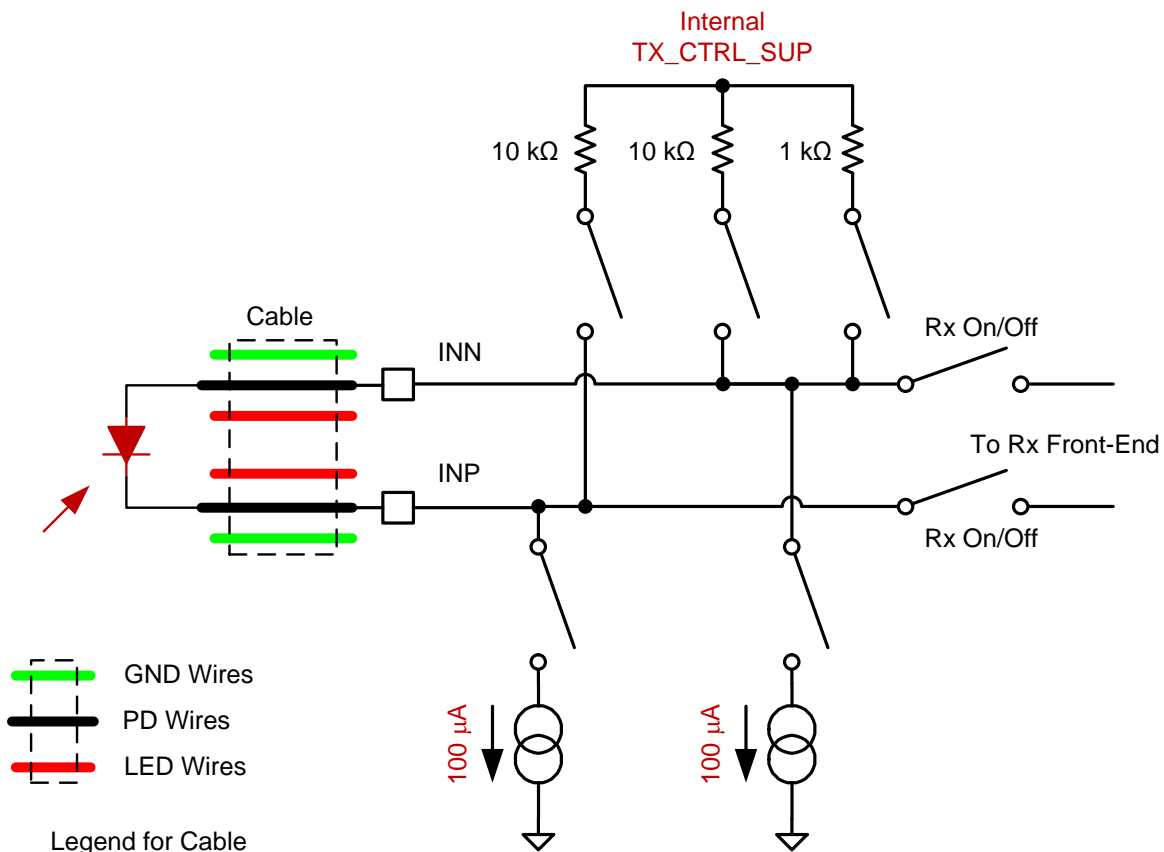 Internal
TX_CTRL_SUP
10 kΩ
10 kΩ
1 kΩ
Cable
Rx On/Off
INN
To Rx Front-End
INP
Rx On/Off
GND Wires
PD Wires
LED Wires
100 µA
100 µA
Legend for Cable